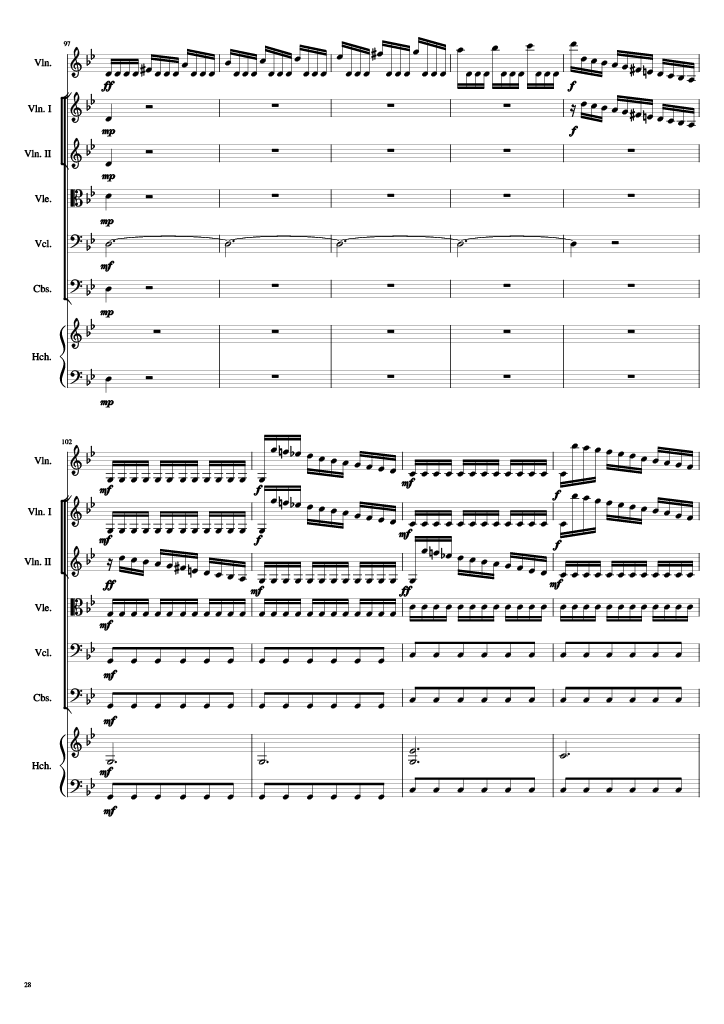 97
Vln.
ff
f
Vln. I
mp
f
Vln. II
mp
Vle.
mp
Vcl.
mf
Cbs.
mp
Hch.
mp
102
Vln.
mf
f
mf
f
Vln. I
mf
f
mf
f
Vln. II
ff
mf
ff
mf
Vle.
mf
Vcl.
mf
Cbs.
mf
Hch.
mf
mf
28